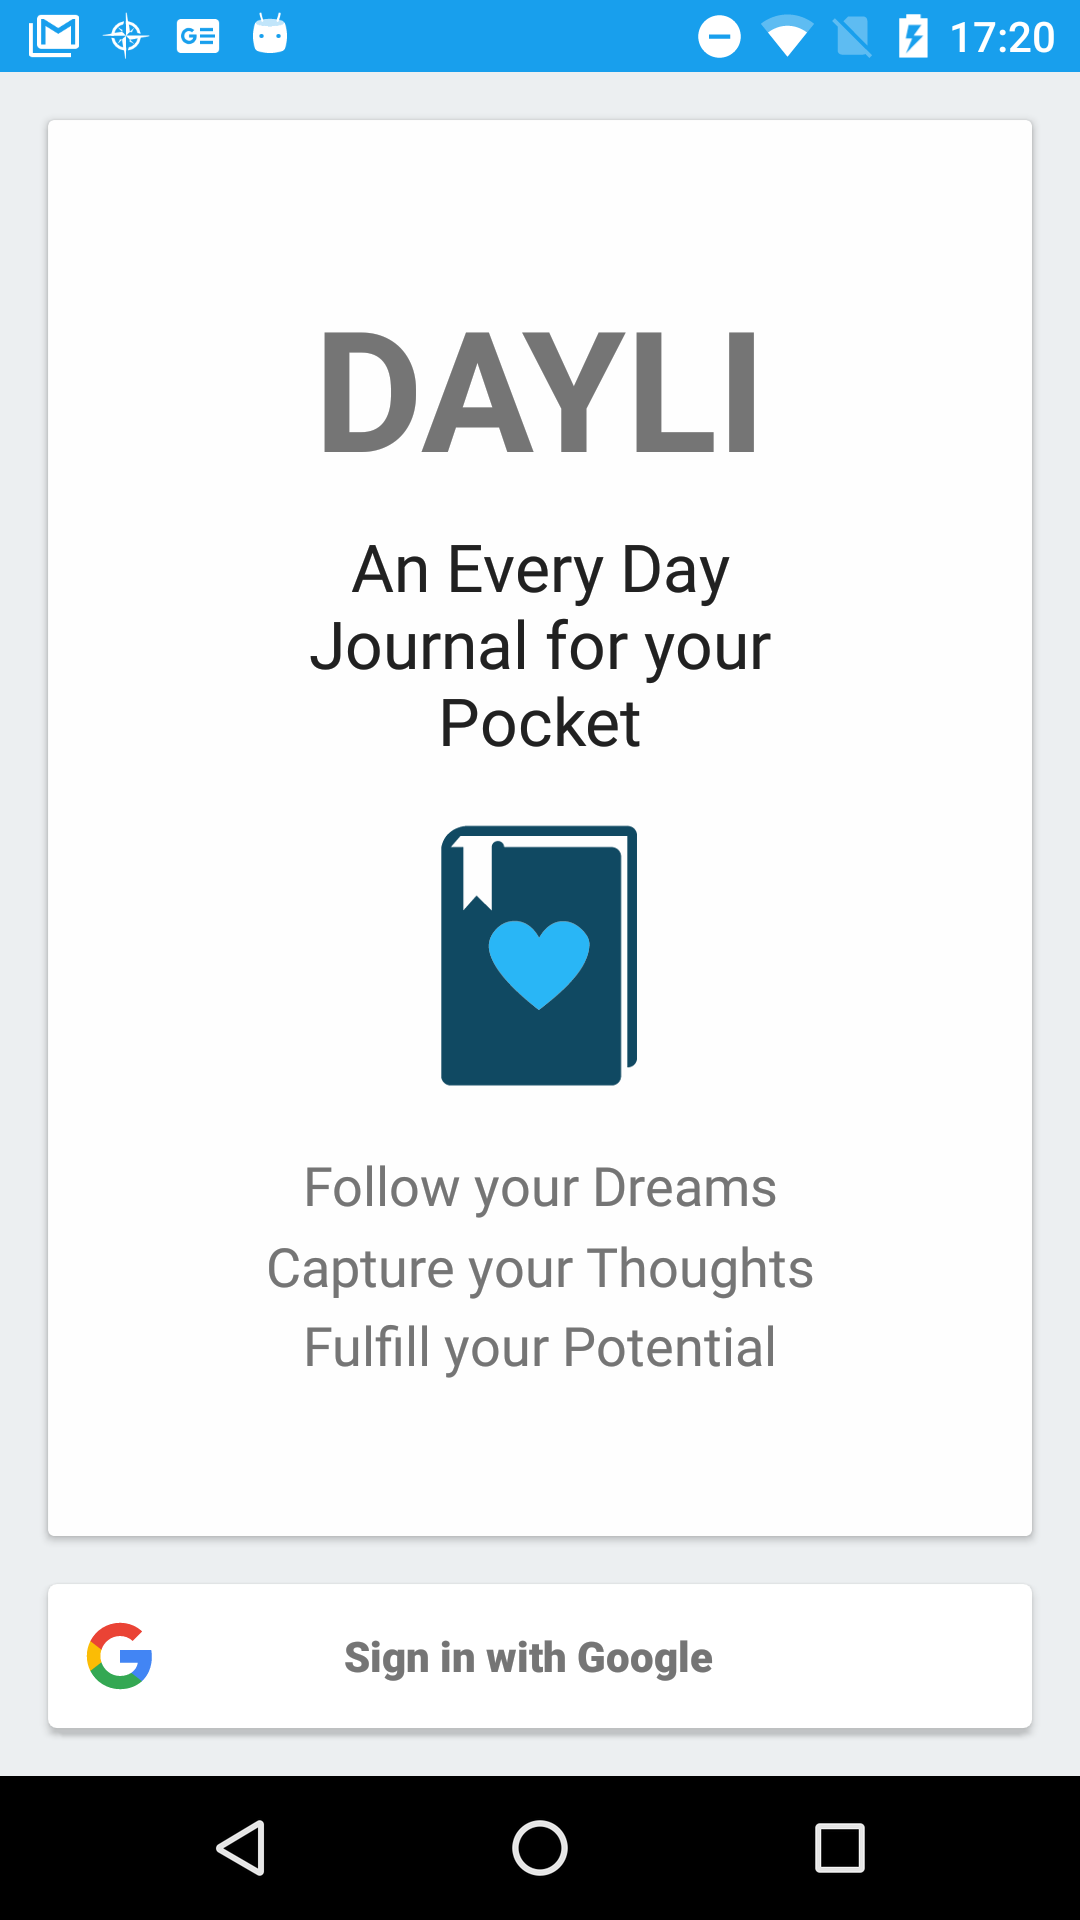 17:20
DAYLI
An Every Day
Journal for your
Pocket
Follow your Dreams
Capture your Thoughts
Fulfill your Potential
Sign in with Google